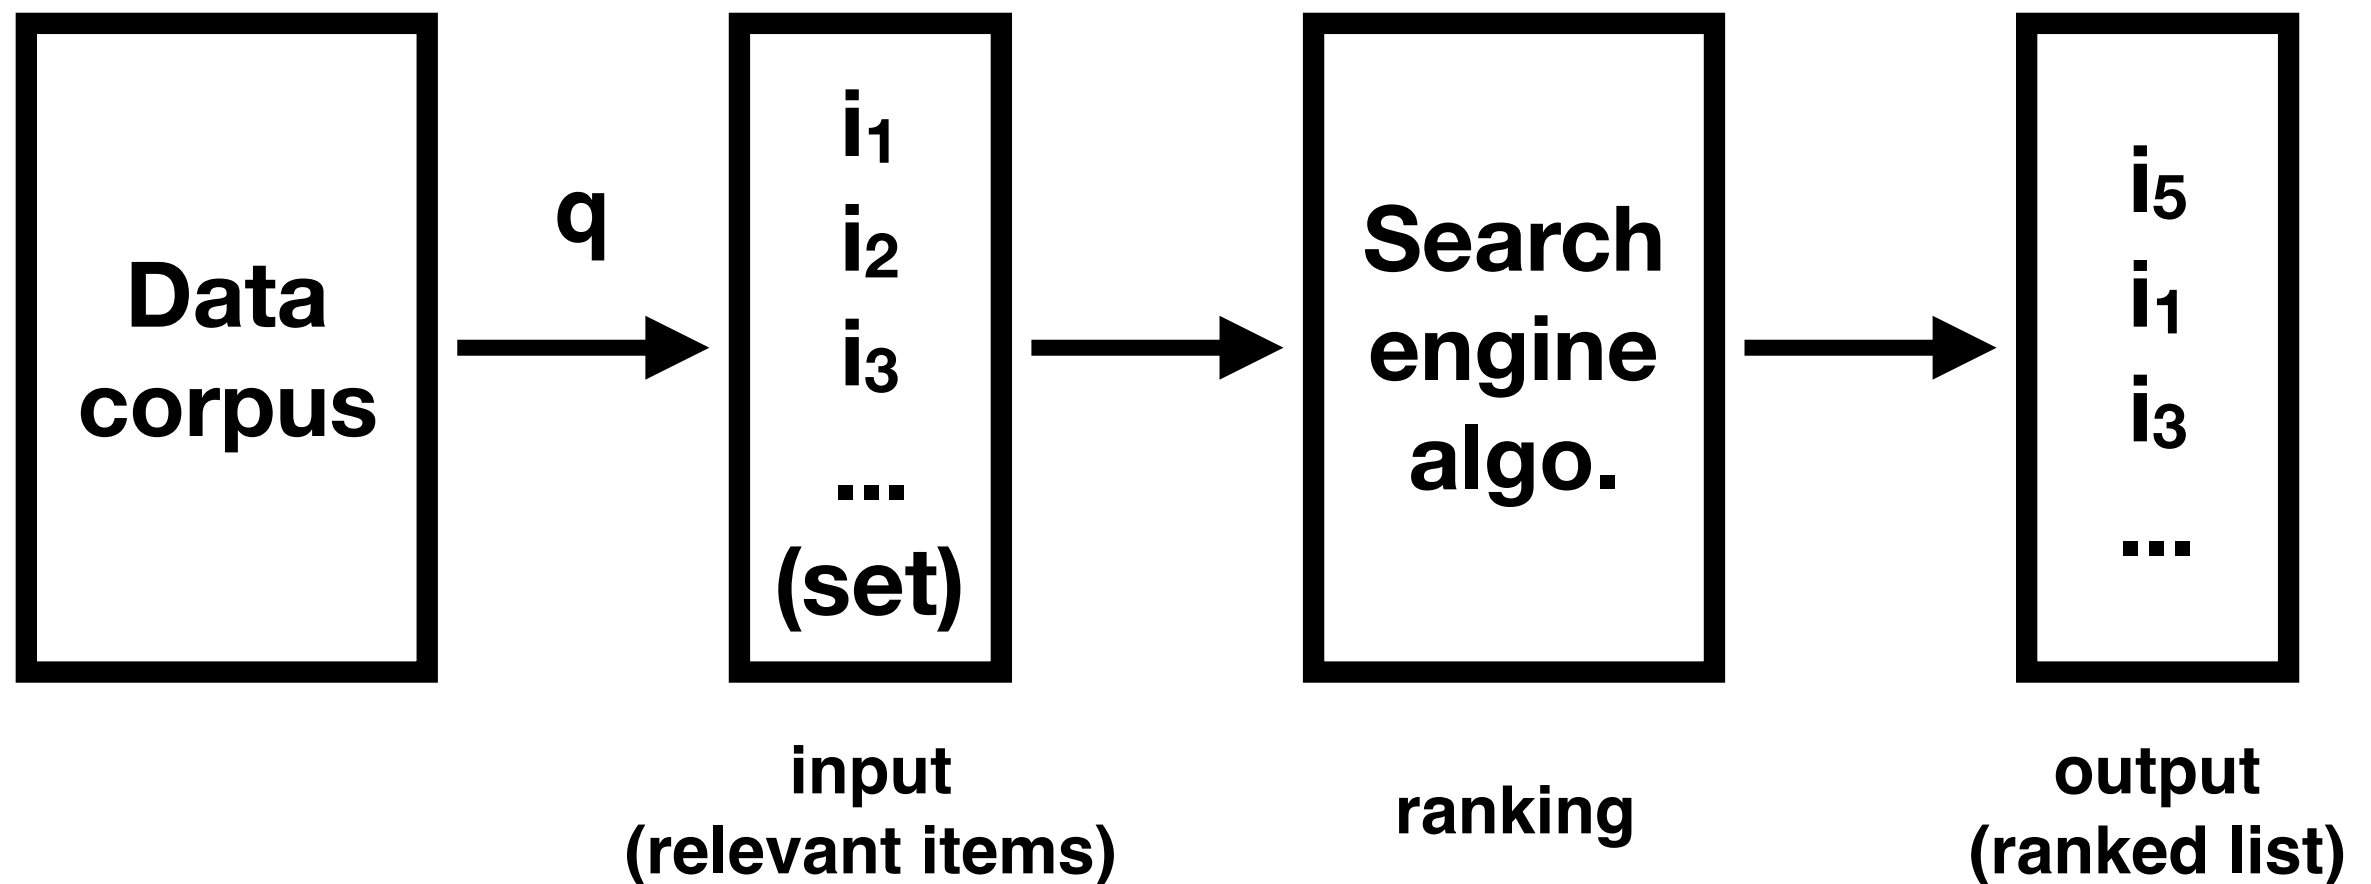 Data
corpus
q
i₁
i₂
i₃
...
(set)
input
(relevant items)
Search
engine
algo.
ranking
i₅
i₁
i₃
...
output
(ranked list)